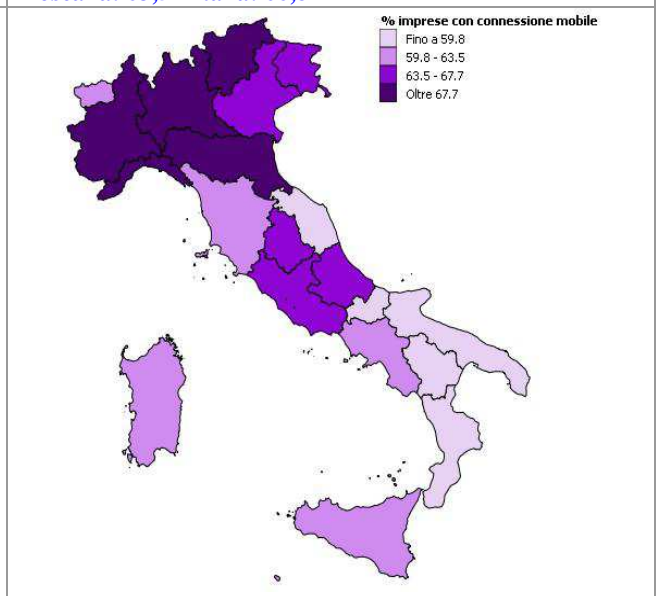 % imprese con connessione mobile
Fino a 59.8
59.8 - 63.5
63.5 - 67.7
Oltre 67.7